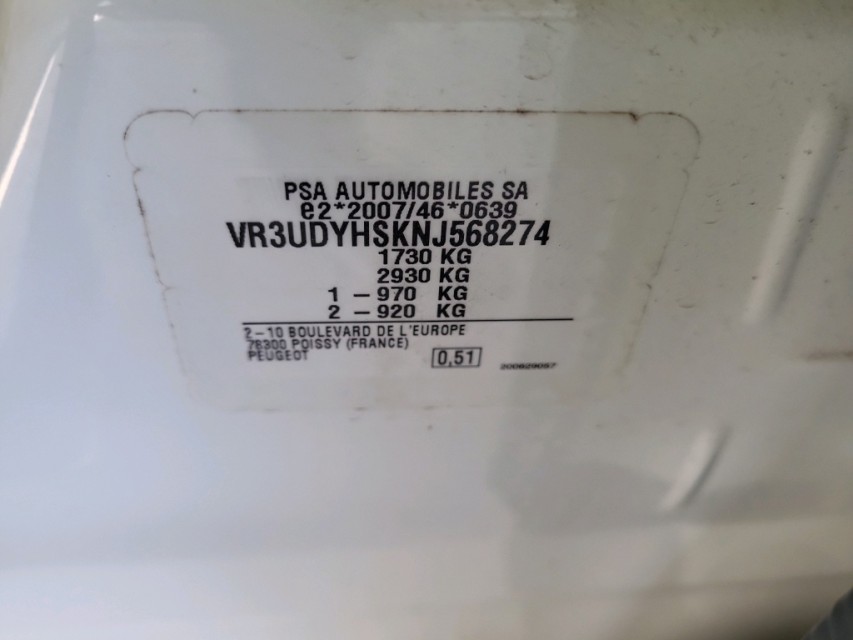 PSA AUTOMOBILES SA
e2*2007/46*0639
VR3UDYHSKNJ568274
1730 KG
2930 KG
1 – 970 KG
2 – 920 KG
2–10 BOULEVARD DE L'EUROPE
78300 POISSY (FRANCE)
PEUGEOT
0,51